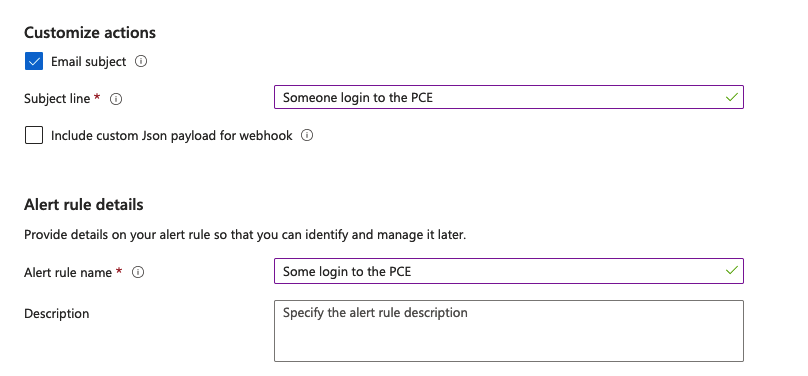 Customize actions
Email subject
Subject line * Someone login to the PCE
Include custom Json payload for webhook
Alert rule details
Provide details on your alert rule so that you can identify and manage it later.
Alert rule name * Some login to the PCE
Description Specify the alert rule description